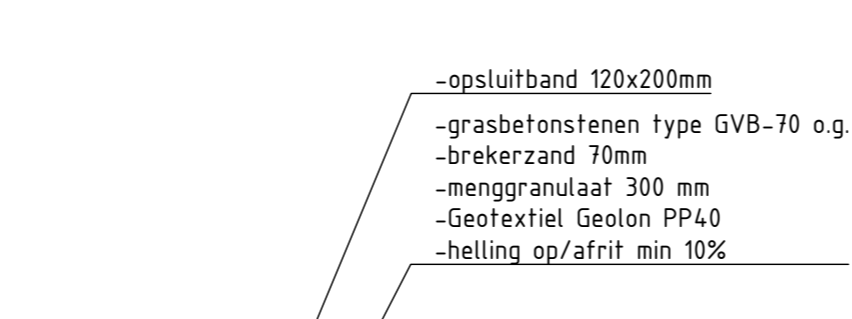 -opsluitband 120x200mm
-grasbetonstenen type GVB-70 o.g.
-brekerzand 70mm
-menggranulaat 300 mm
-Geotextiel Geolon PP40
-helling op/afrit min 10%